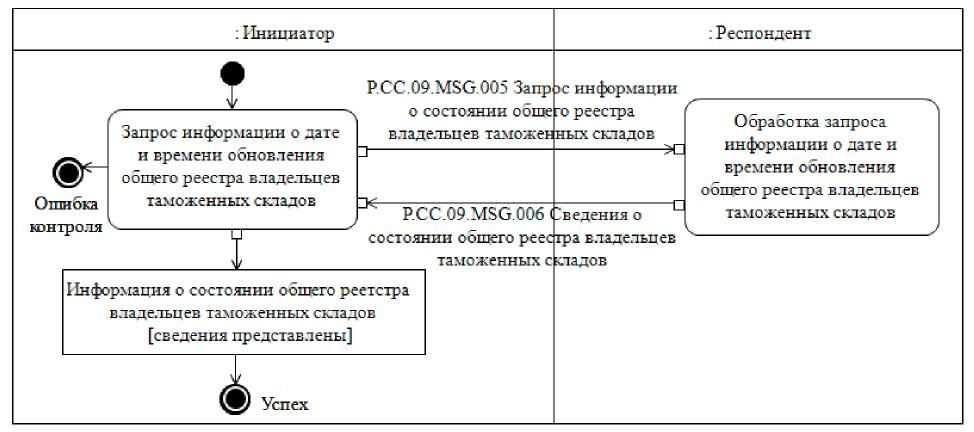 : Инициатор
: Респондент
P.CC.09.MSG.005 Запрос информации
о состоянии общего реестра
владельцев таможенных складов
Запрос информации о дате
и времени обновления
общего реестра владельцев
таможенных складов
Обработка запроса
информации о дате и
времени обновления
общего реестра владельцев
таможенных складов
Ошибка
контроля
P.CC.09.MSG.006 Сведения о
состоянии общего реестра владельцев
таможенных складов
Информация о состоянии общего реетстра
владельцев таможенных складов
[сведения представлены]
Успех